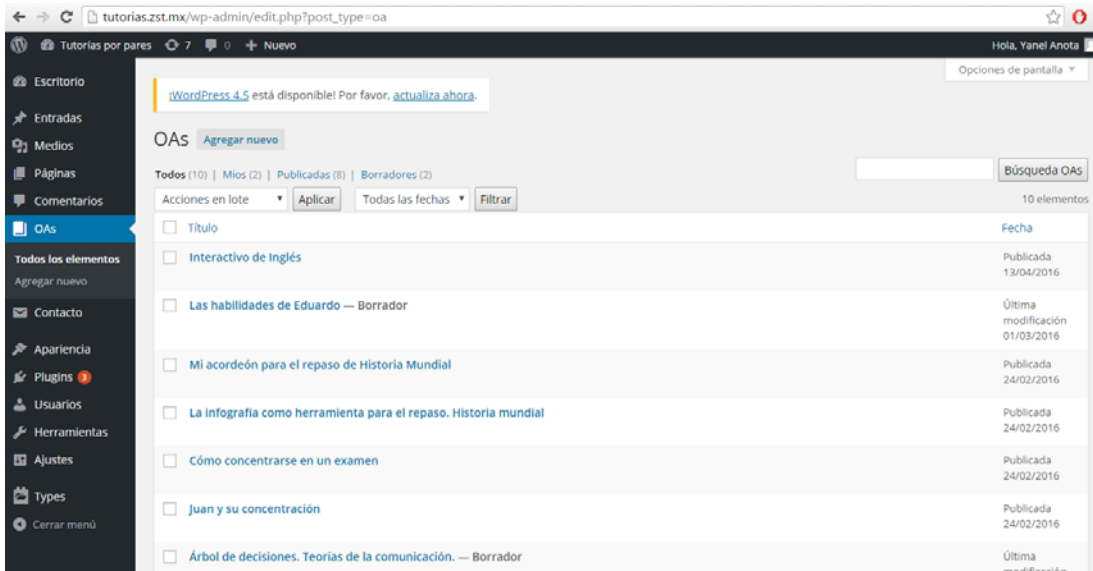 tutorias.zst.mx/wp-admin/edit.php?post_type=oa
Tutorías por pares 7 0 + Nuevo Hola, Yanel Anota
Opciones de pantalla ▼
¡WordPress 4.5 está disponible! Por favor, actualiza ahora.
Escritorio
Entradas
Medios
Páginas
Comentarios
OAs
Todos los elementos
Agregar nuevo
Contacto
Apariencia
Plugins 3
Usuarios
Herramientas
Ajustes
Types
Cerrar menú
OAs Agregar nuevo
Todos (10) | Míos (2) | Publicadas (8) | Borradores (2)
Búsqueda OAs
Acciones en lote ▼ Aplicar Todas las fechas ▼ Filtrar
10 elementos
Título Fecha
Interactivo de Inglés
Publicada
13/04/2016
Las habilidades de Eduardo — Borrador
Última
modificación
01/03/2016
Mi acordeón para el repaso de Historia Mundial
Publicada
24/02/2016
La infografía como herramienta para el repaso. Historia mundial
Publicada
24/02/2016
Cómo concentrarse en un examen
Publicada
24/02/2016
Juan y su concentración
Publicada
24/02/2016
Árbol de decisiones. Teorías de la comunicación. — Borrador
Última